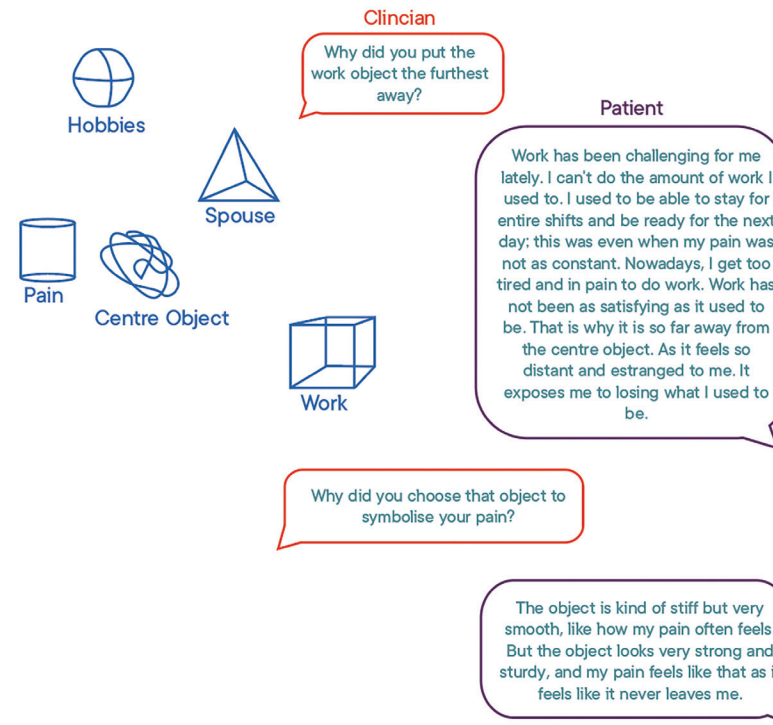 Clincian
Why did you put the
work object the furthest
away?
Hobbies
Patient
Spouse
Work has been challenging for me
lately. I can't do the amount of work I
used to. I used to be able to stay for
entire shifts and be ready for the next
day; this was even when my pain was
not as constant. Nowadays, I get too
tired and in pain to do work. Work has
not been as satisfying as it used to
be. That is why it is so far away from
the centre object. As it feels so
distant and estranged to me. It
exposes me to losing what I used to
be.
Pain
Centre Object
Work
Why did you choose that object to
symbolise your pain?
The object is kind of stiff but very
smooth, like how my pain often feels
But the object looks very strong and
sturdy, and my pain feels like that as
feels like it never leaves me.